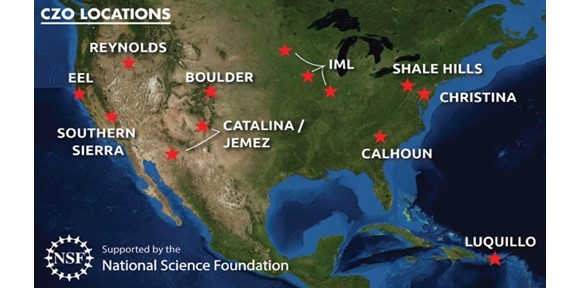 CZO LOCATIONS
REYNOLDS
IML
EEL
BOULDER
SHALE HILLS
CHRISTINA
SOUTHERN
SIERRA
CATALINA /
JEMEZ
CALHOUN
LUQUILLO
NSF
Supported by the
National Science Foundation